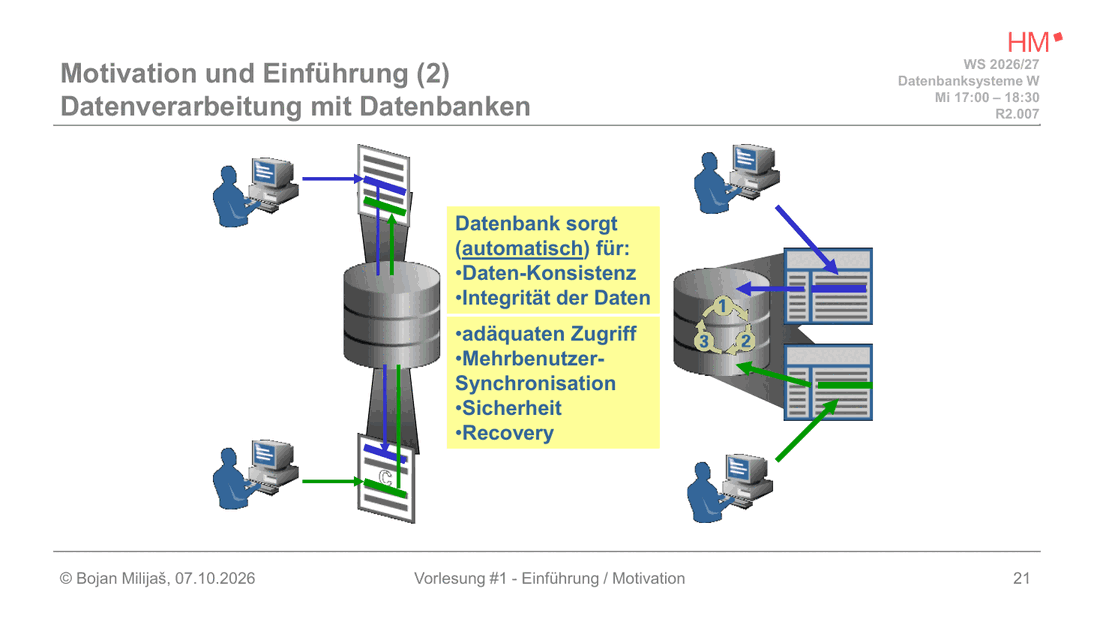 HM
WS 2026/27
Datenbanksysteme W
Mi 17:00 – 18:30
R2.007
Motivation und Einführung (2)
Datenverarbeitung mit Datenbanken
Datenbank sorgt
(automatisch) für:
•Daten-Konsistenz
•Integrität der Daten
•adäquaten Zugriff
•Mehrbenutzer-
Synchronisation
•Sicherheit
•Recovery
1
3 2
C
© Bojan Milijaš, 07.10.2026
Vorlesung #1 - Einführung / Motivation
21